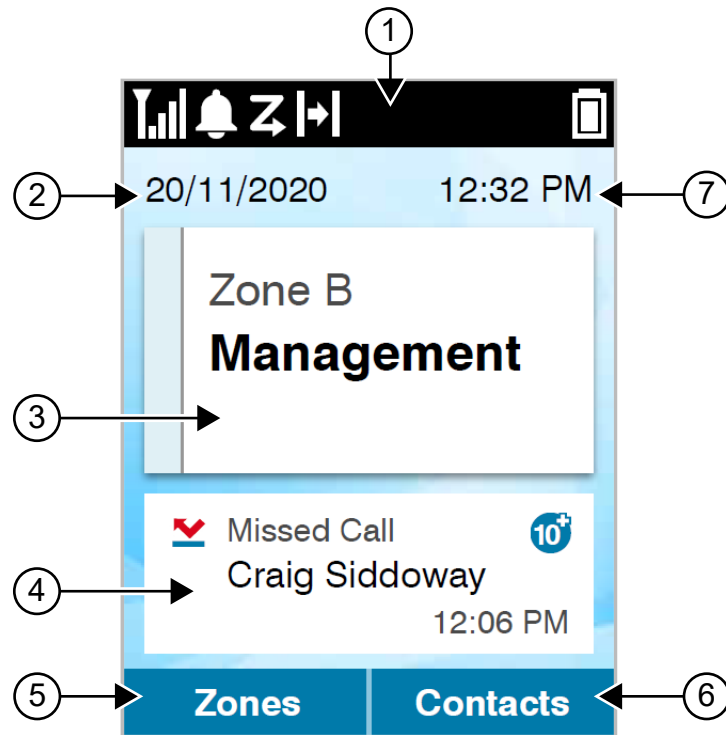 1
2
20/11/2020 12:32 PM
7
Zone B
Management
3
Missed Call 10+
Craig Siddoway
4
12:06 PM
5
Zones Contacts
6